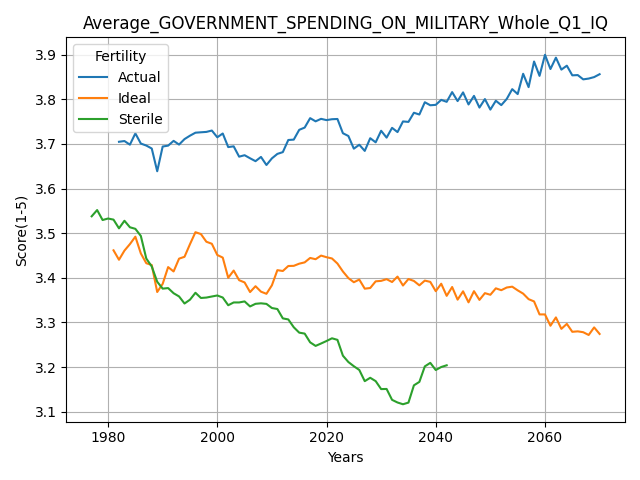 Average_GOVERNMENT_SPENDING_ON_MILITARY_Whole_Q1_IQ
Fertility
Actual
Ideal
Sterile
3.9
3.8
3.7
3.6
3.5
3.4
3.3
3.2
3.1
Score(1-5)
1980 2000 2020 2040 2060
Years